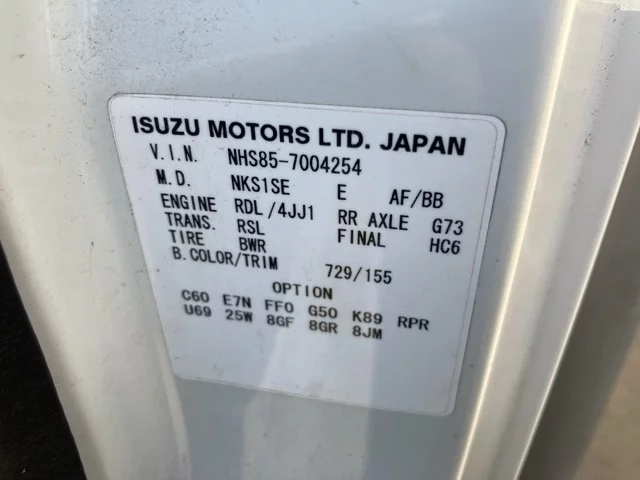 ISUZU MOTORS LTD. JAPAN
V.I.N. NHS85-7004254
M.D. NKS1SE E AF/BB
ENGINE RDL/4JJ1 RR AXLE G73
TRANS. RSL FINAL HC6
TIRE BWR
B.COLOR/TRIM 729/155
OPTION
C60 E7N FF0 G50 K89 RPR
U69 25W 8GF 8GR 8JM